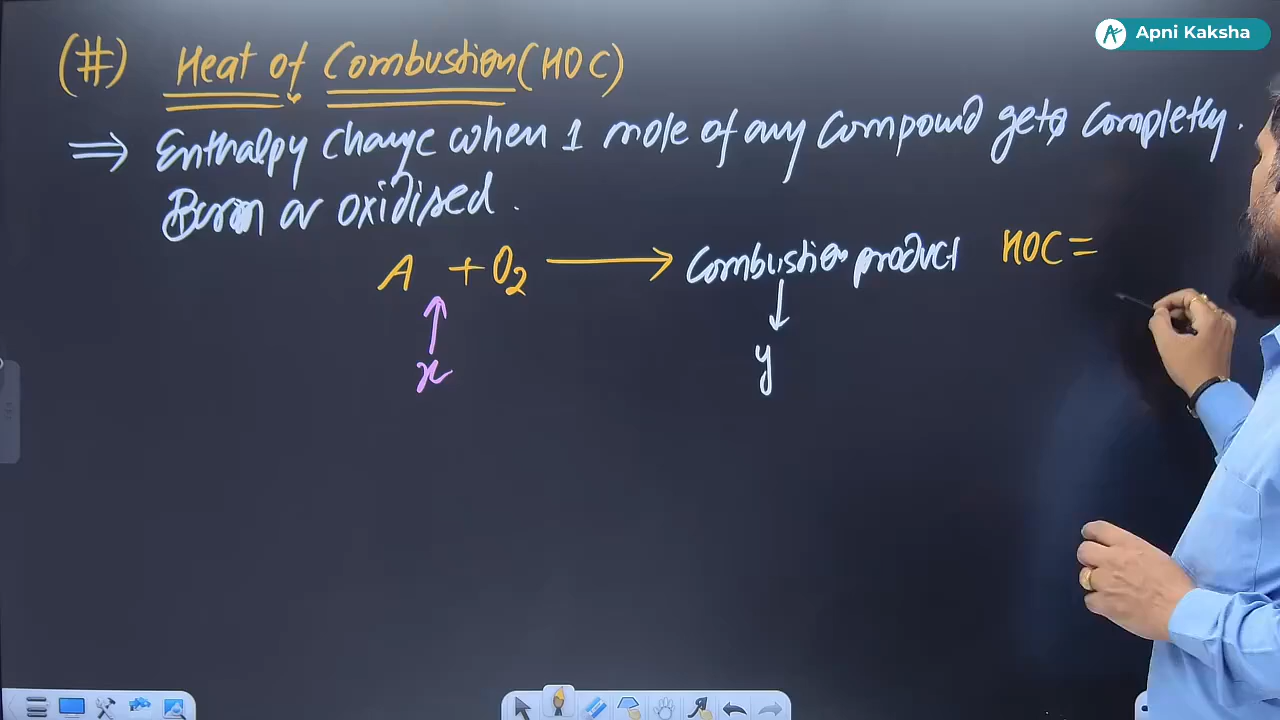 Apni Kaksha
(#) Heat of Combustion (HOC)
⇒ Enthalpy change when 1 mole of any compound gets completly.
Burn or oxidised.
A + O2 → Combustion product HOC =
x y